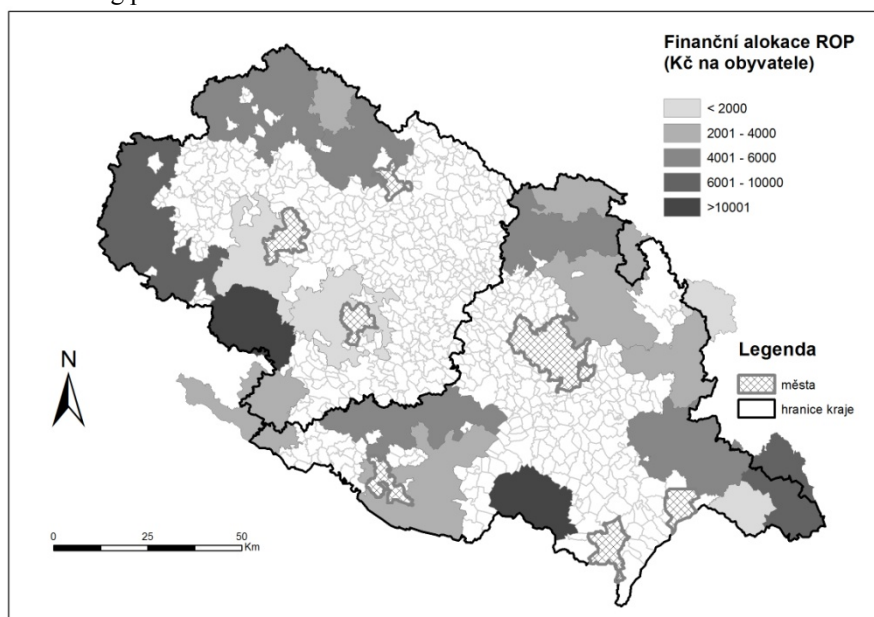 Finanční alokace ROP
(Kč na obyvatele)
< 2000
2001 - 4000
4001 - 6000
6001 - 10000
>10001
N
Legenda
města
hranice kraje
0 25 50
Km